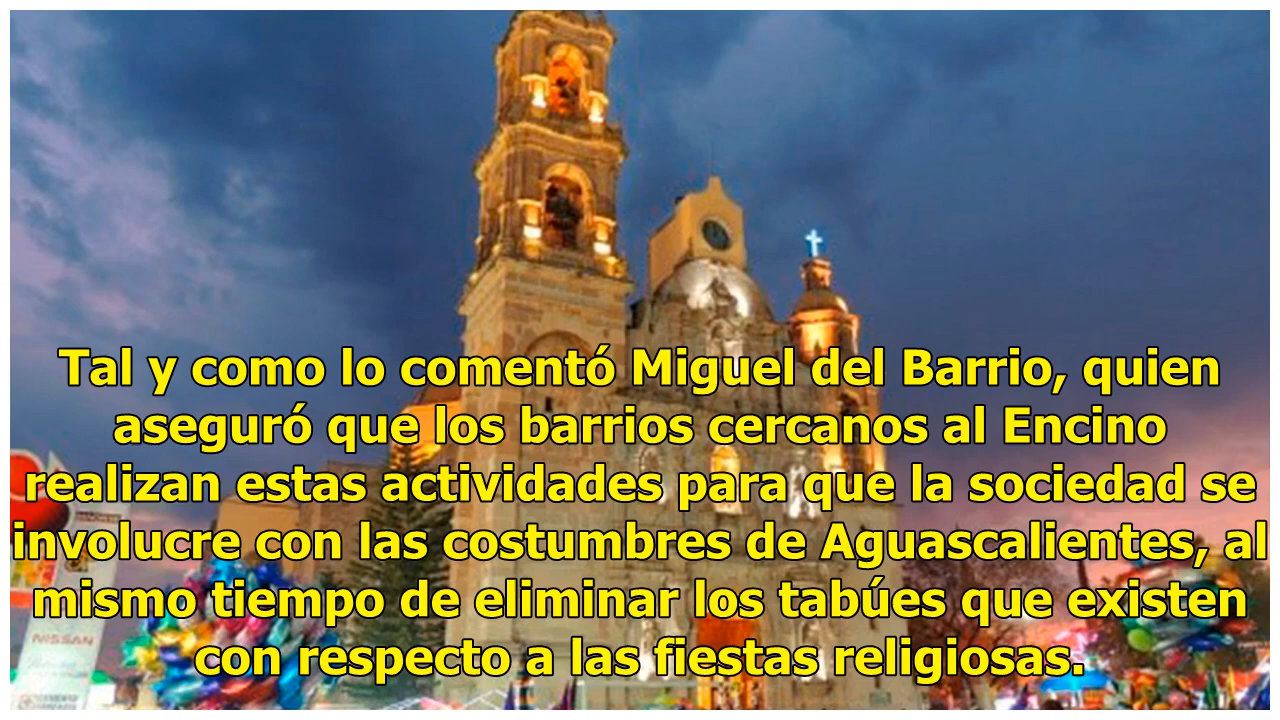 Tal y como lo comentó Miguel del Barrio, quien
aseguró que los barrios cercanos al Encino
realizan estas actividades para que la sociedad se
involucre con las costumbres de Aguascalientes, al
mismo tiempo de eliminar los tabúes que existen
con respecto a las fiestas religiosas.
NISSAN